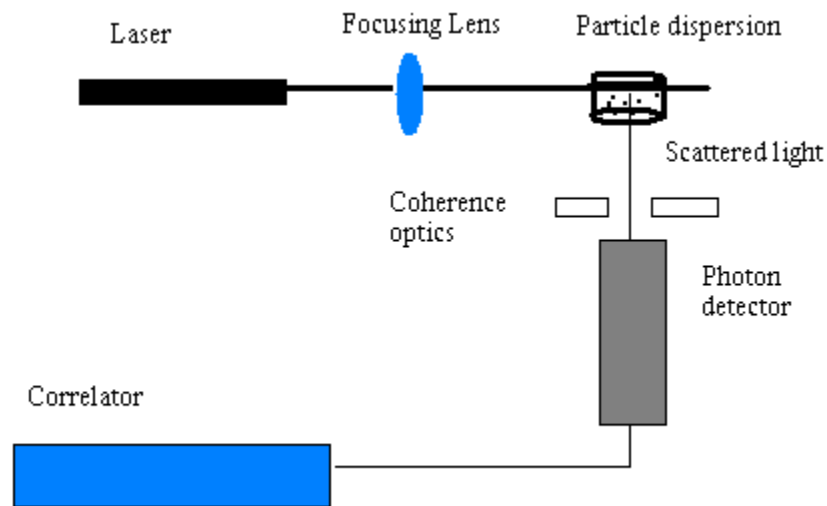 Laser
Focusing Lens
Particle dispersion
Scattered light
Coherence
optics
Photon
detector
Correlator